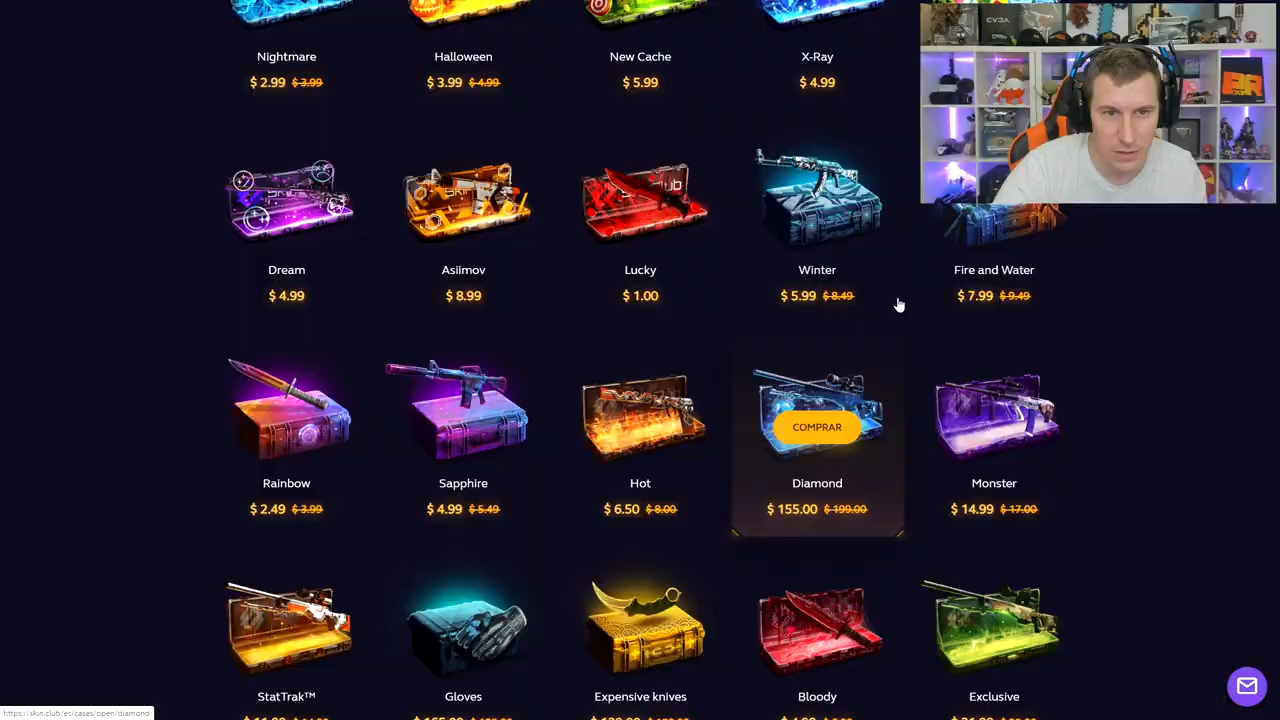 EVGA
Nightmare
Halloween
New Cache
X-Ray
$ 2.99 $ 3.99
$ 3.99 $ 4.99
$ 5.99
$ 4.99
Dream
Asiimov
Lucky
Winter
Fire and Water
$ 4.99
$ 8.99
$ 1.00
$ 5.99 $ 8.49
$ 7.99 $ 9.49
COMPRAR
Rainbow
Sapphire
Hot
Diamond
Monster
$ 2.49 $ 3.99
$ 4.99 $ 5.49
$ 6.50 $ 8.00
$ 155.00 $ 199.00
$ 14.99 $ 17.00
StatTrak™
Gloves
Expensive knives
Bloody
Exclusive
https://skin.club/es/cases/open/diamond